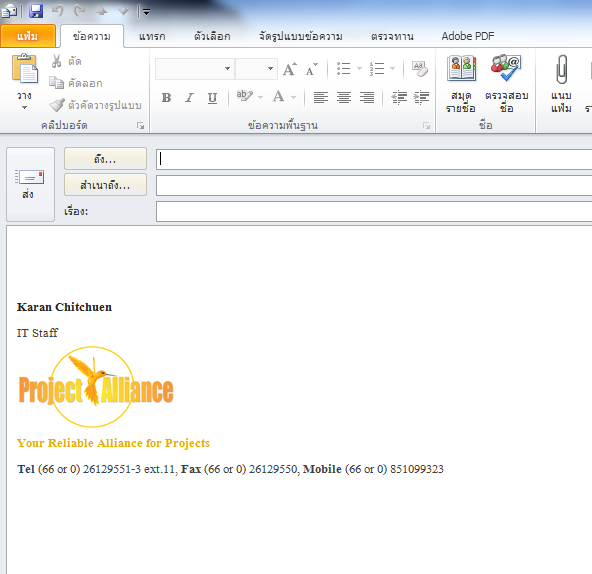 แฟ้ม ข้อความ แทรก ตัวเลือก จัดรูปแบบข้อความ ตรวจทาน Adobe PDF
วาง
ตัด
คัดลอก
ตัวคัดวางรูปแบบ
คลิปบอร์ด
B I U
ข้อความพื้นฐาน
สมุดรายชื่อ
ตรวจสอบชื่อ
ชื่อ
แนบแฟ้ม
ส่ง
ถึง...
สำเนาถึง...
เรื่อง:
Karan Chitchuen
IT Staff
Project Alliance
Your Reliable Alliance for Projects
Tel (66 or 0) 26129551-3 ext.11, Fax (66 or 0) 26129550, Mobile (66 or 0) 851099323